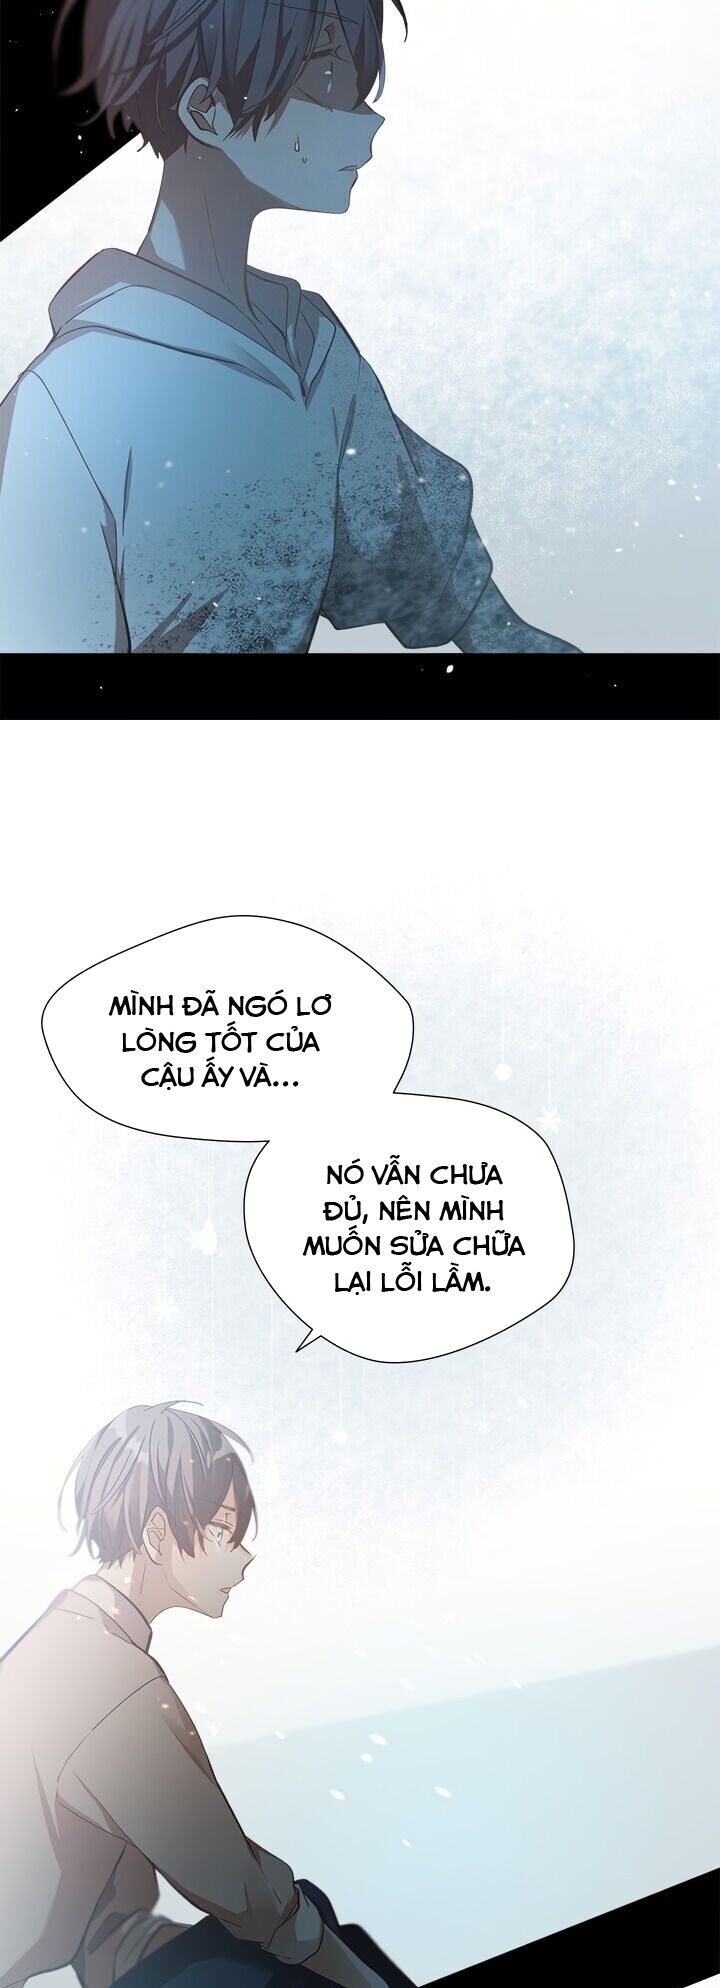 MÌNH ĐÃ NGÓ LƠ
LÒNG TỐT CỦA
CẬU ẤY VÀ...
NÓ VẪN CHƯA
ĐỦ, NÊN MÌNH
MUỐN SỬA CHỮA
LẠI LỖI LẦM.